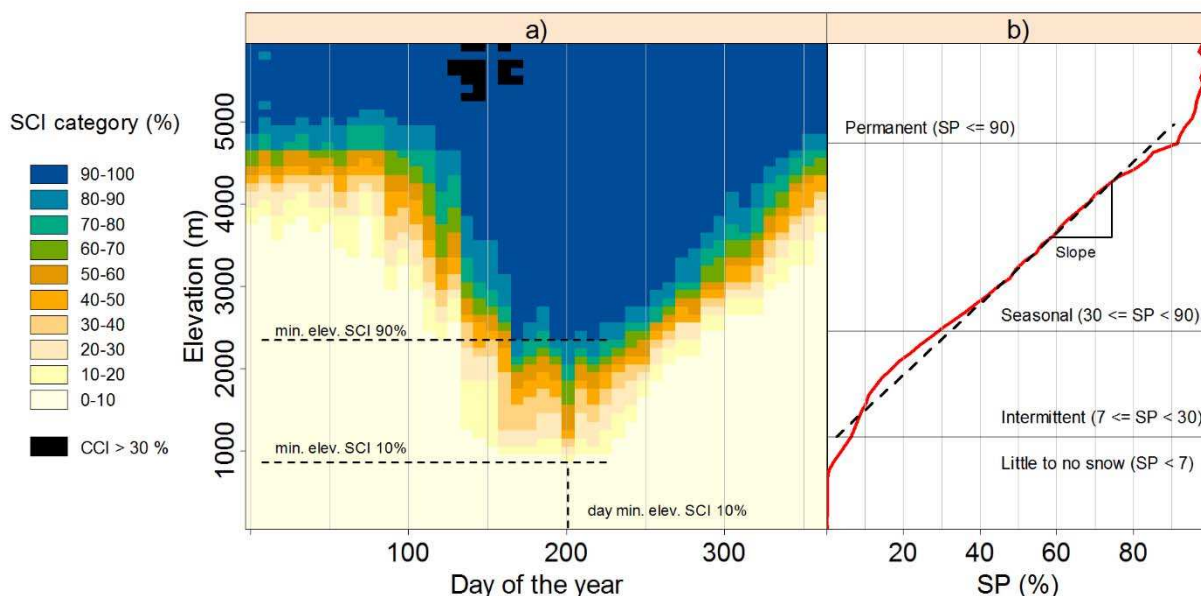 a)
b)
SCI category (%)
90-100
80-90
70-80
60-70
50-60
40-50
30-40
20-30
10-20
0-10
CCI > 30 %
Elevation (m)
5000
4000
3000
2000
1000
min. elev. SCI 90%
min. elev. SCI 10%
day min. elev. SCI 10%
100
200
300
Day of the year
Permanent (SP <= 90)
Slope
Seasonal (30 <= SP < 90)
Intermittent (7 <= SP < 30)
Little to no snow (SP < 7)
20
40
60
80
SP (%)